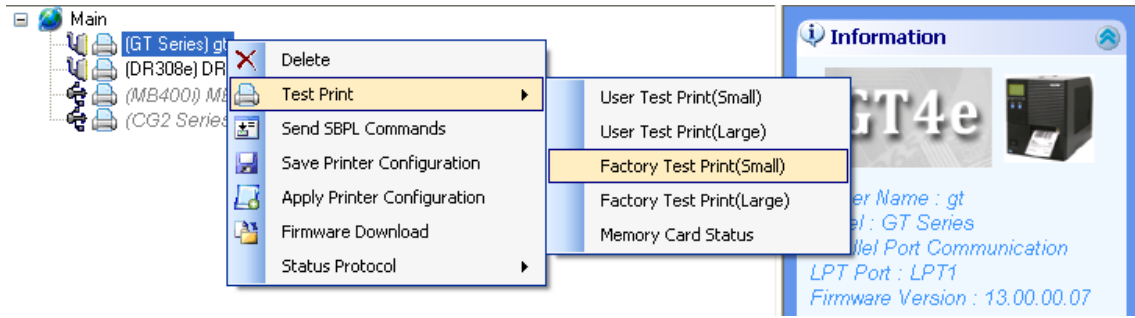 Main
(GT Series) gt
(DR308e) DR
(MB400i) MB
(CG2 Series
Delete
Test Print
Send SBPL Commands
Save Printer Configuration
Apply Printer Configuration
Firmware Download
Status Protocol
User Test Print(Small)
User Test Print(Large)
Factory Test Print(Small)
Factory Test Print(Large)
Memory Card Status
Information
GT4e
er Name : gt
el : GT Series
llel Port Communication
LPT Port : LPT1
Firmware Version : 13.00.00.07